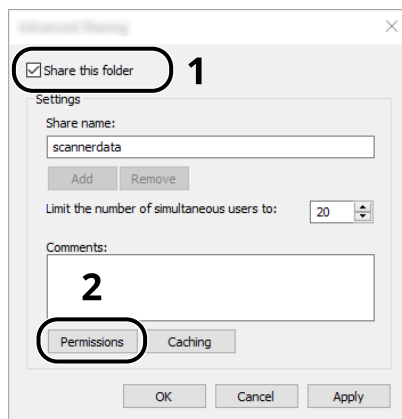 Share this folder 1
Settings
Share name:
scannerdata
Add Remove
Limit the number of simultaneous users to: 20
Comments:
2
Permissions Caching
OK Cancel Apply